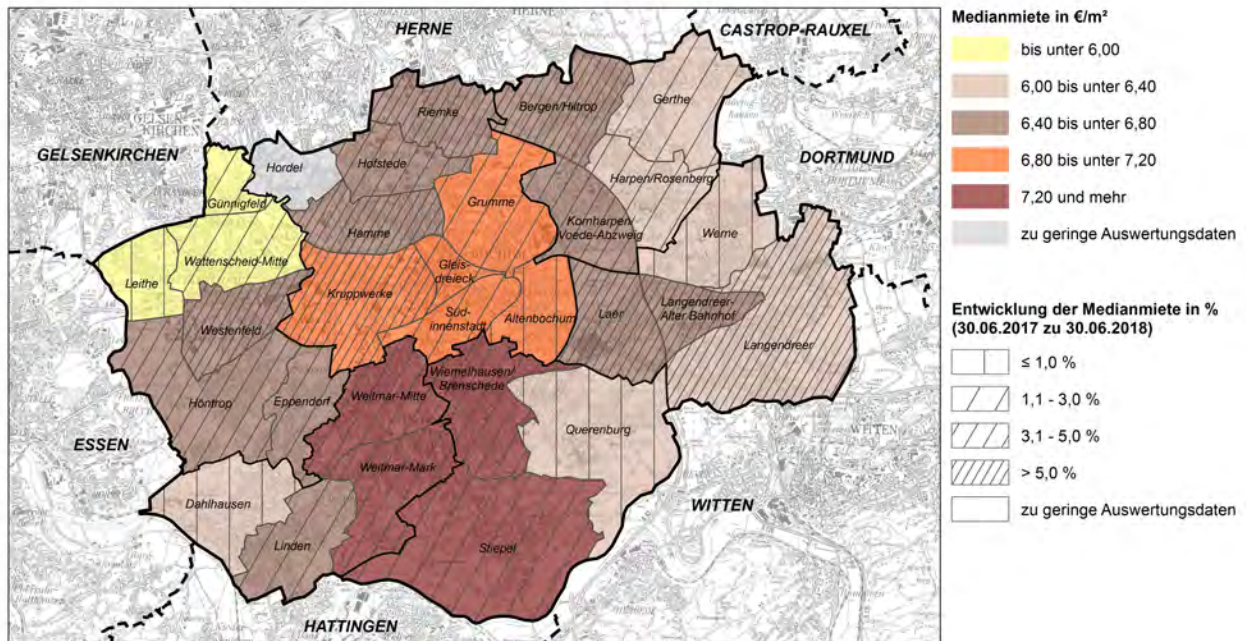 HERNE
CASTROP-RAUXEL
GELSENKIRCHEN
DORTMUND
ESSEN
WITTEN
HATTINGEN
Riemke
Bergen/Hiltrop
Gerthe
Hordel
Hofstede
Harpen/Rosenberg
Günnigfeld
Grumme
Hamme
Kornharpen/
Voede-Abzweig
Werne
Wattenscheid-Mitte
Leithe
Gleis-
dreieck
Kruppwerke
Süd-
innenstadt
Altenbochum
Laer
Langendreer-
Alter Bahnhof
Langendreer
Westenfeld
Wiemelhausen/
Brenschede
Weitmar-Mitte
Höntrop
Eppendorf
Querenburg
Weitmar-Mark
Dahlhausen
Linden
Stiepel
Medianmiete in €/m²
bis unter 6,00
6,00 bis unter 6,40
6,40 bis unter 6,80
6,80 bis unter 7,20
7,20 und mehr
zu geringe Auswertungsdaten
Entwicklung der Medianmiete in %
(30.06.2017 zu 30.06.2018)
≤ 1,0 %
1,1 - 3,0 %
3,1 - 5,0 %
> 5,0 %
zu geringe Auswertungsdaten